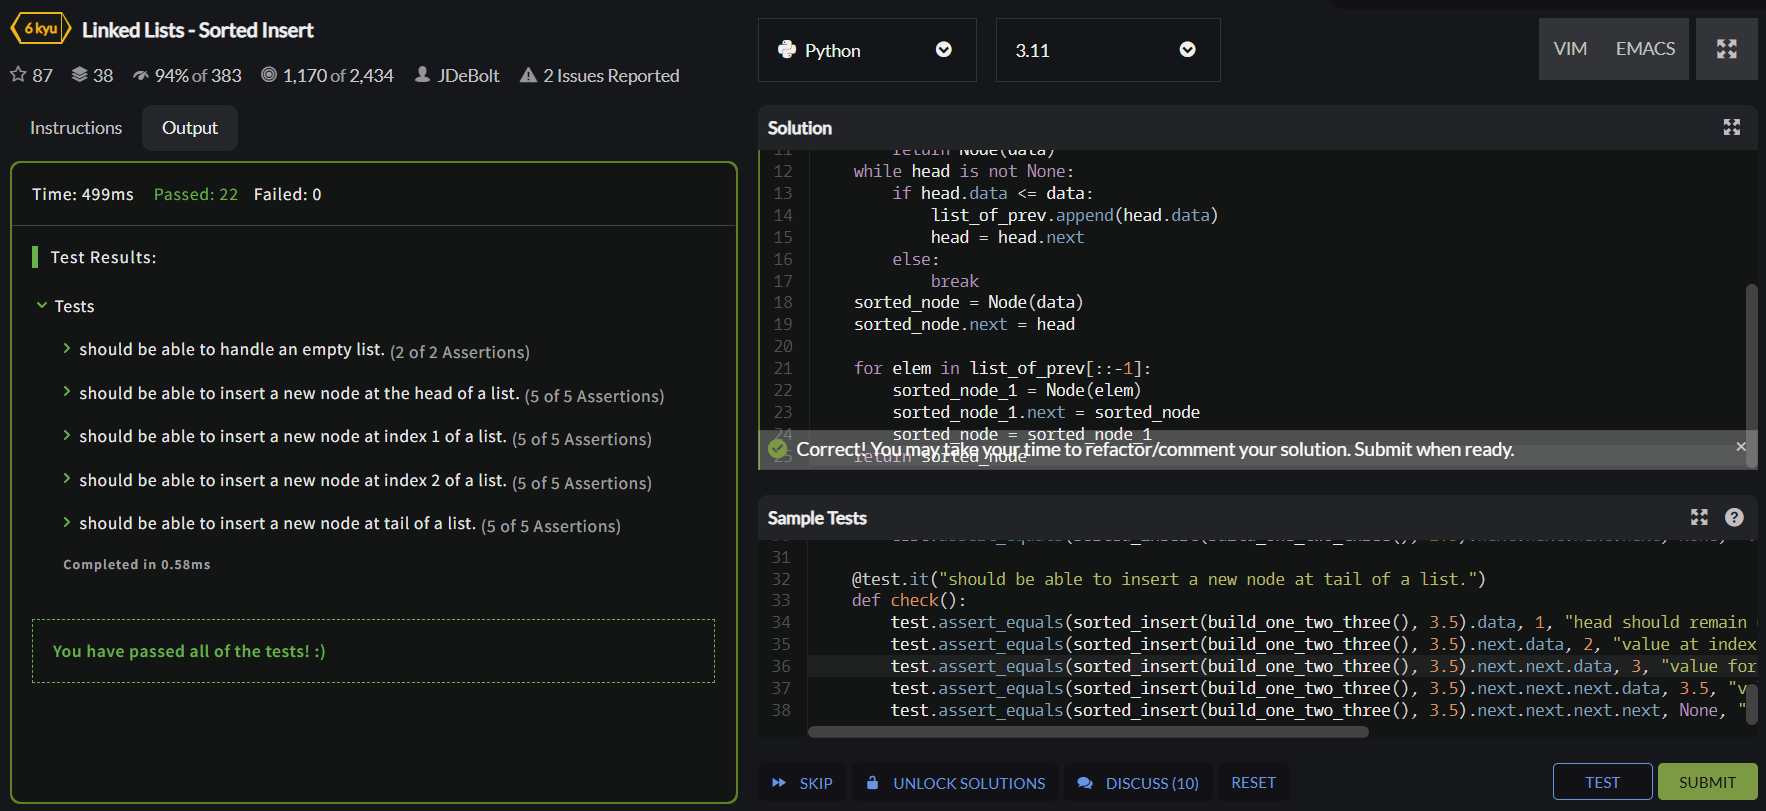 6 kyu Linked Lists - Sorted Insert
87 38 94% of 383 1,170 of 2,434 JDeBolt 2 Issues Reported
Instructions Output
Time: 499ms Passed: 22 Failed: 0
Test Results:
Tests
should be able to handle an empty list. (2 of 2 Assertions)
should be able to insert a new node at the head of a list. (5 of 5 Assertions)
should be able to insert a new node at index 1 of a list. (5 of 5 Assertions)
should be able to insert a new node at index 2 of a list. (5 of 5 Assertions)
should be able to insert a new node at tail of a list. (5 of 5 Assertions)
Completed in 0.58ms
You have passed all of the tests! :)
Python 3.11 VIM EMACS
Solution
11 return Node(data)
12 while head is not None:
13 if head.data <= data:
14 list_of_prev.append(head.data)
15 head = head.next
16 else:
17 break
18 sorted_node = Node(data)
19 sorted_node.next = head
20
21 for elem in list_of_prev[::-1]:
22 sorted_node_1 = Node(elem)
23 sorted_node_1.next = sorted_node
24 sorted_node = sorted_node_1
Correct! You may take your time to refactor/comment your solution. Submit when ready.
25 return sorted_node
Sample Tests
31
32 @test.it("should be able to insert a new node at tail of a list.")
33 def check():
34 test.assert_equals(sorted_insert(build_one_two_three(), 3.5).data, 1, "head should remain
35 test.assert_equals(sorted_insert(build_one_two_three(), 3.5).next.data, 2, "value at index
36 test.assert_equals(sorted_insert(build_one_two_three(), 3.5).next.next.data, 3, "value for
37 test.assert_equals(sorted_insert(build_one_two_three(), 3.5).next.next.next.data, 3.5, "v
38 test.assert_equals(sorted_insert(build_one_two_three(), 3.5).next.next.next.next, None, "
SKIP UNLOCK SOLUTIONS DISCUSS (10) RESET TEST SUBMIT